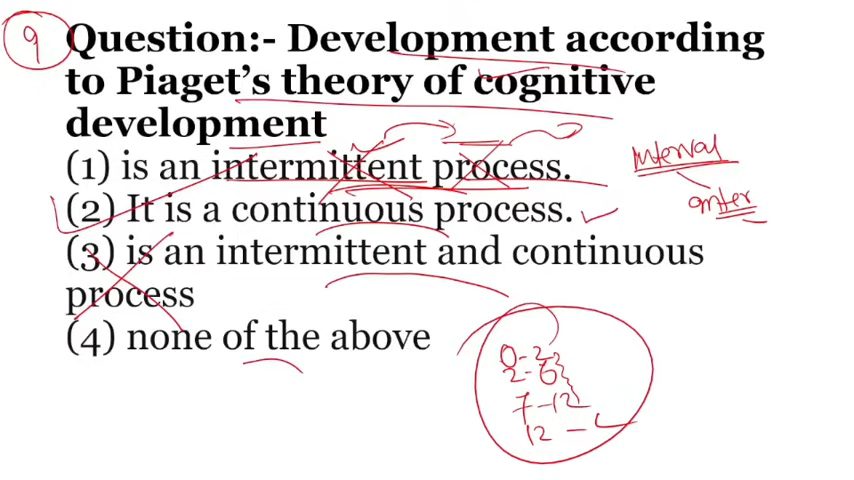 9
Question:- Development according
to Piaget's theory of cognitive
development
(1) is an intermittent process.
Interval
(2) It is a continuous process.
(3) is an intermittent and continuous
process
(4) none of the above
0-2
2-6
7-12
12 -